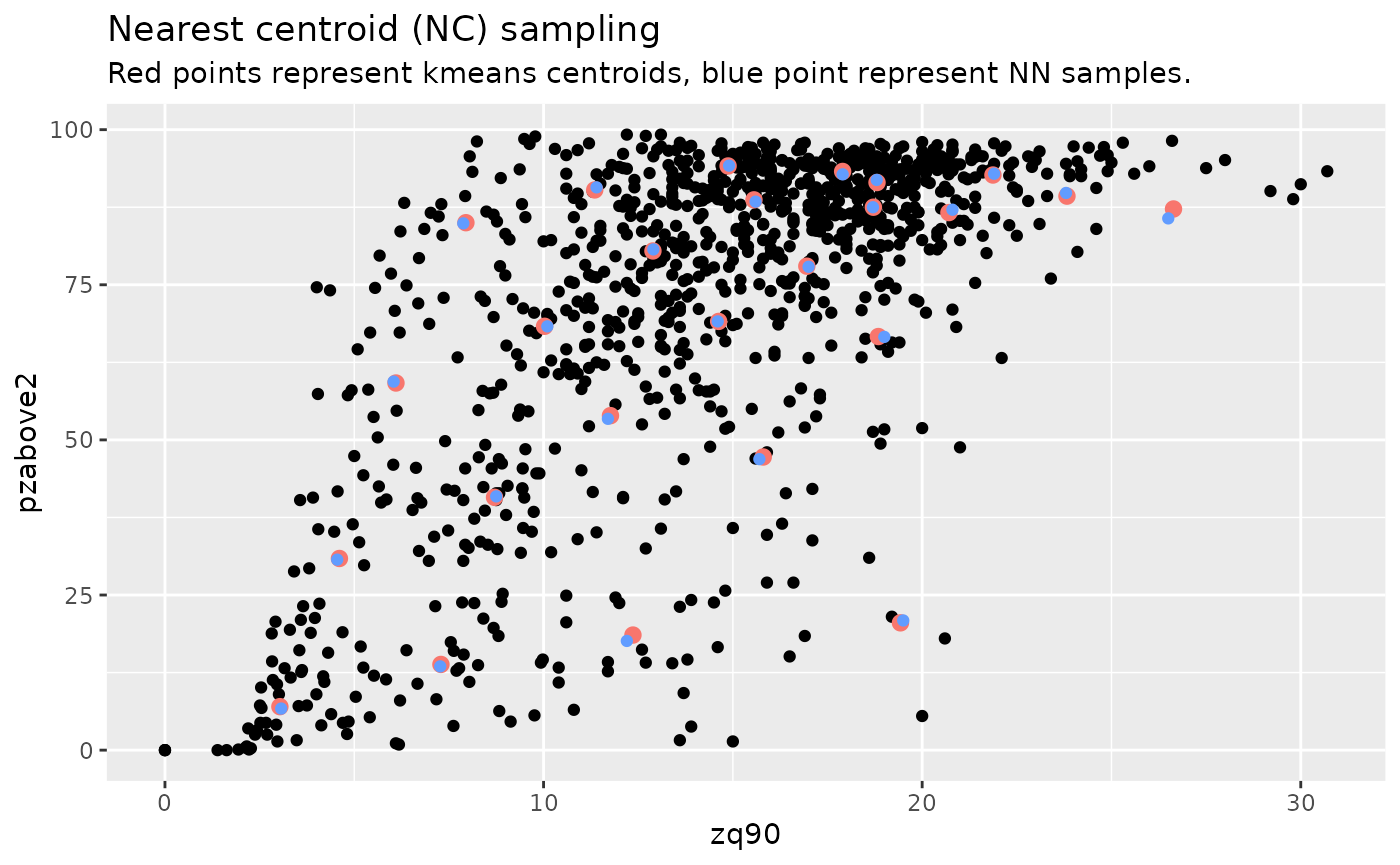 Nearest centroid (NC) sampling
Red points represent kmeans centroids, blue point represent NN samples.
100
75
50
25
0
pzabove2
0 10 20 30
zq90